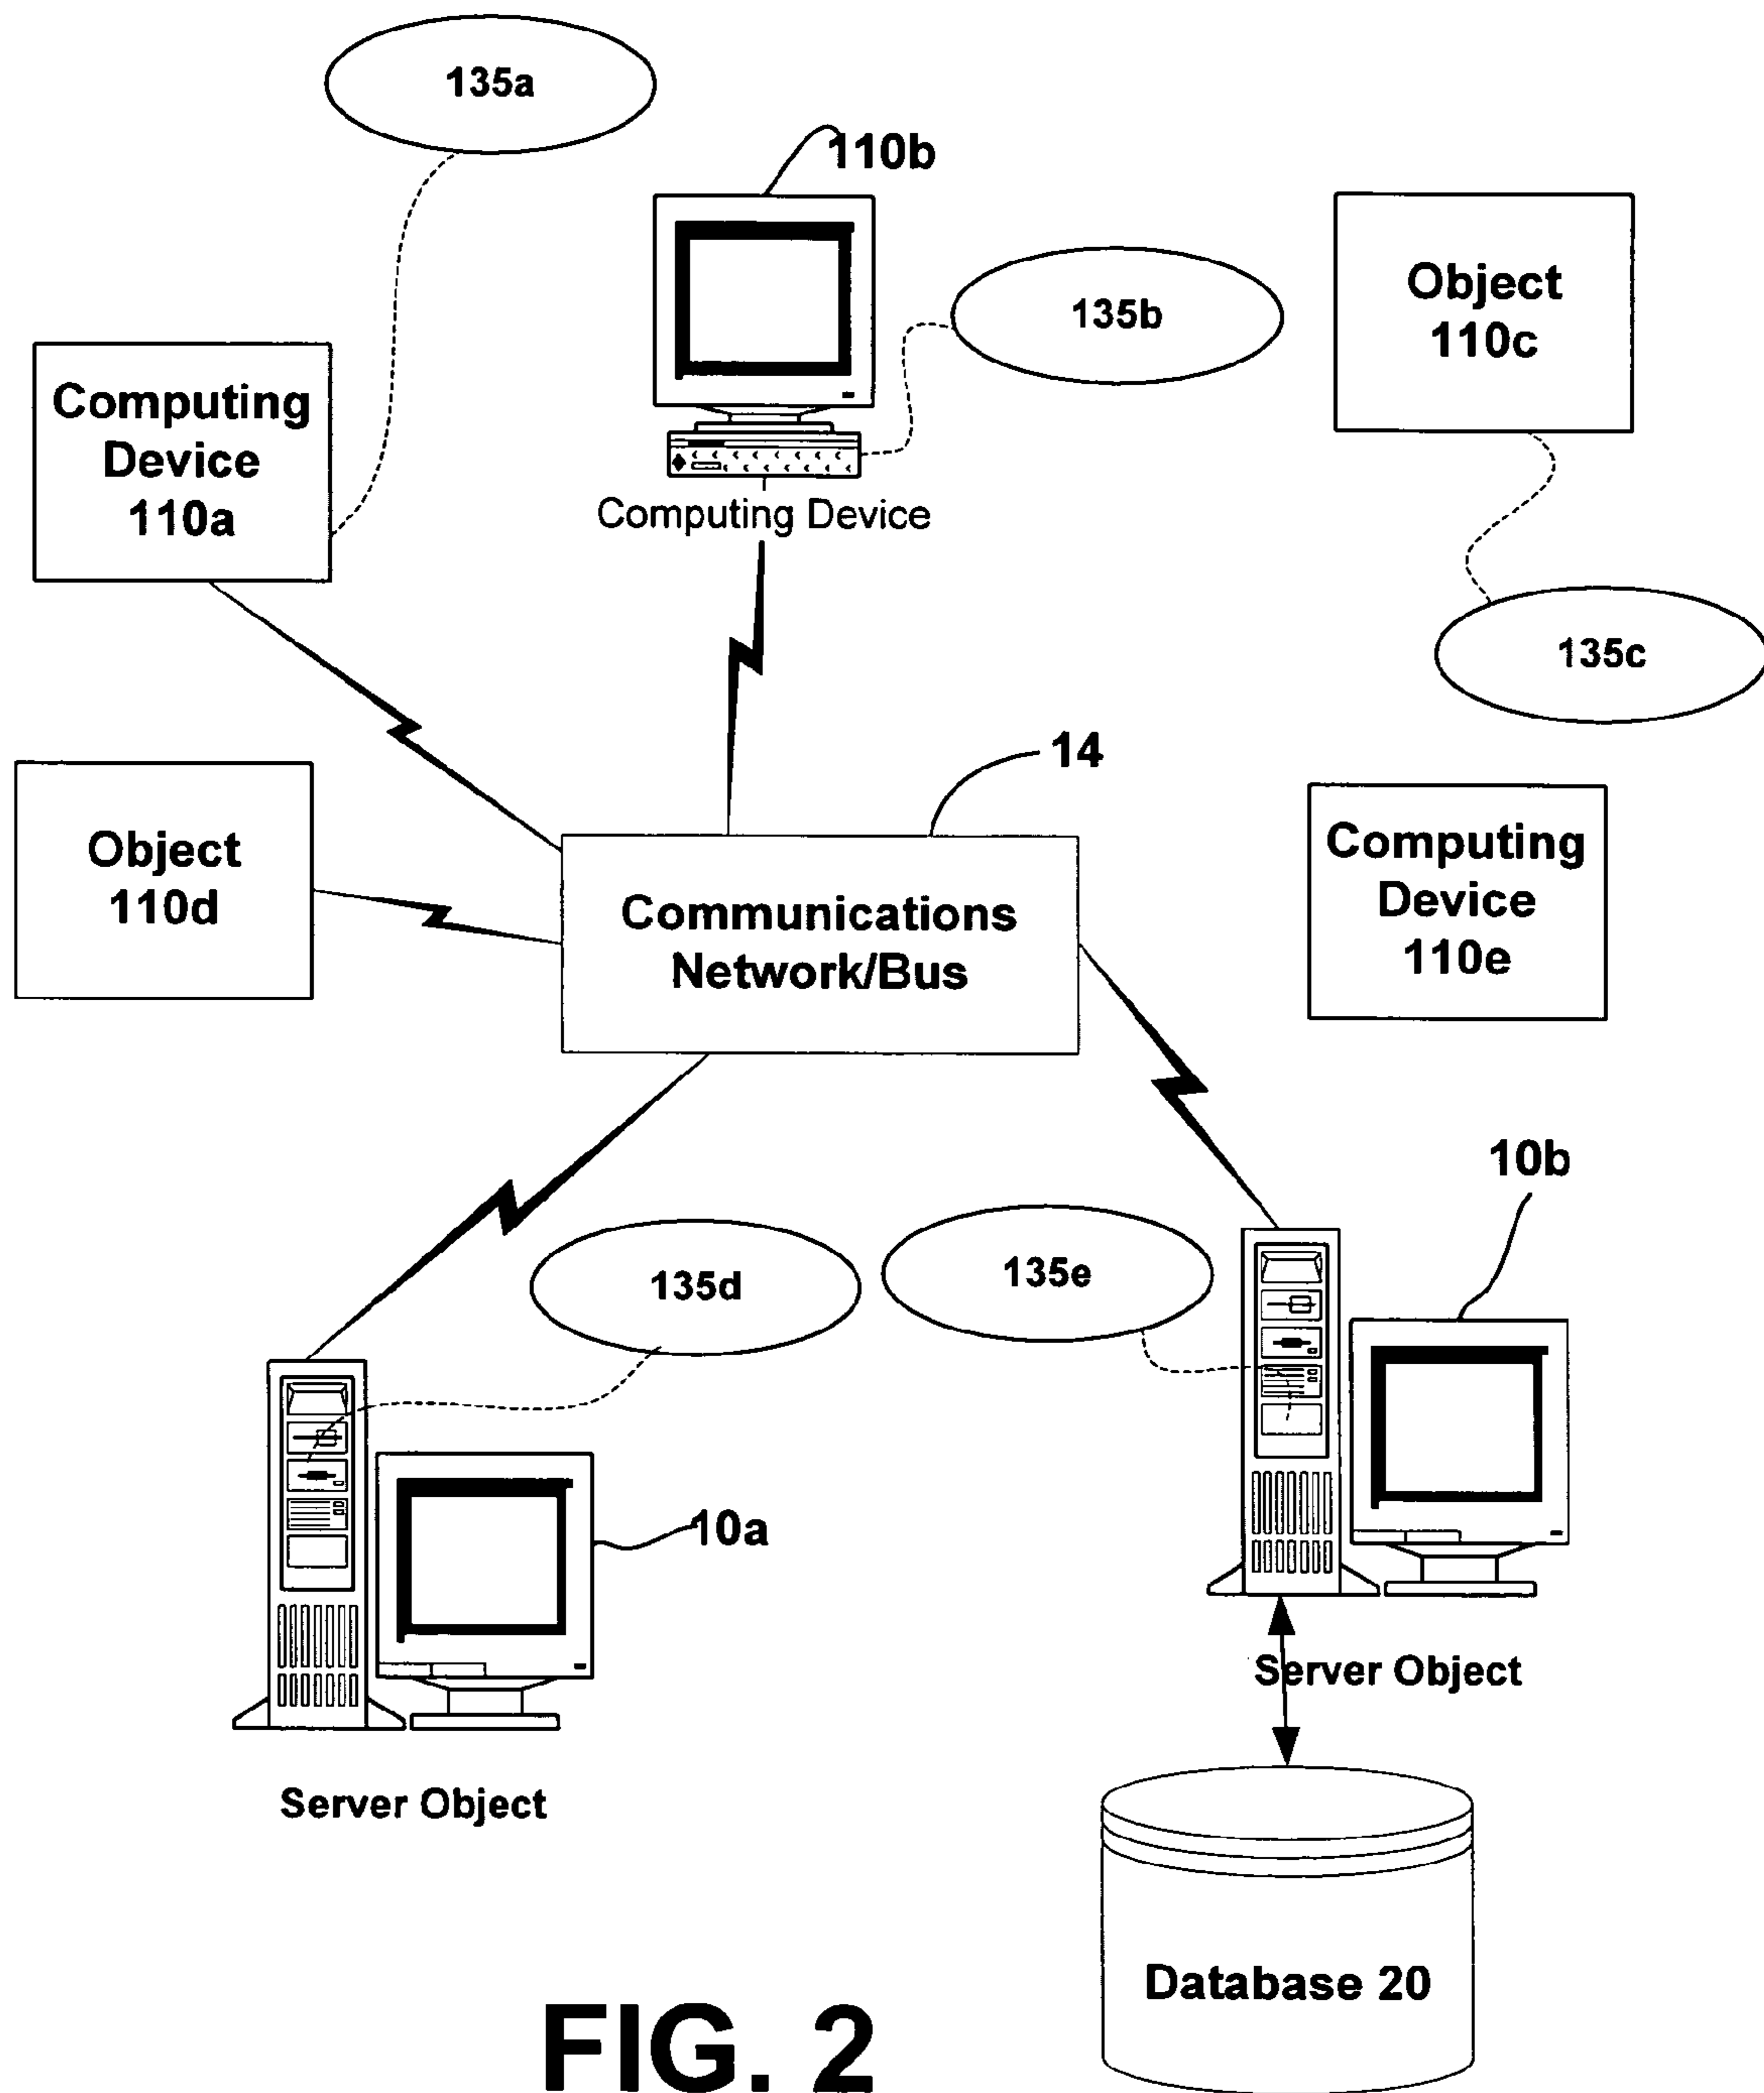 135a
110b
135b
Object
110c
Computing
Device
110a
Computing Device
135c
14
Object
110d
Communications
Network/Bus
Computing
Device
110e
10b
135d
135e
10a
Server Object
Server Object
Database 20
FIG. 2